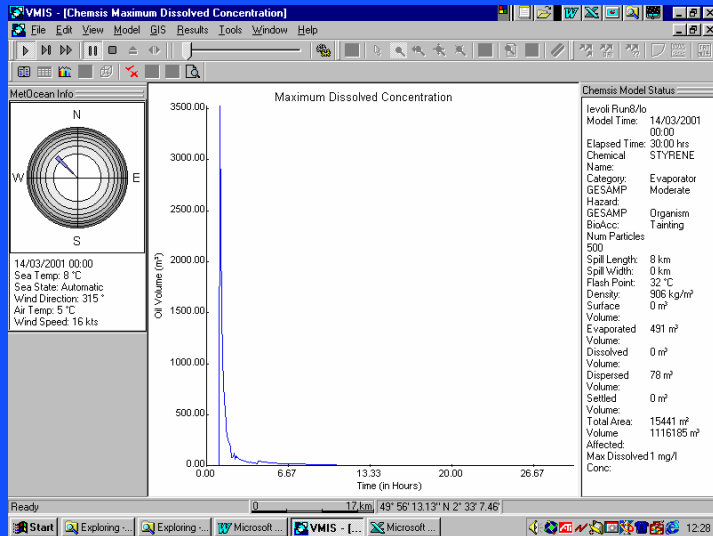 VMIS - [Chemsis Maximum Dissolved Concentration]
File Edit View Model GIS Results Tools Window Help
MetOcean Info
N
W E
S
14/03/2001 00:00
Sea Temp: 8 °C
Sea State: Automatic
Wind Direction: 315 °
Air Temp: 5 °C
Wind Speed: 16 kts
Maximum Dissolved Concentration
3500.00
3000.00
2500.00
2000.00
1500.00
1000.00
500.00
0.00
Oil Volume (m³)
0.00 6.67 13.33 20.00 26.67
Time (in Hours)
Chemsis Model Status
Ievoli Run8/lo
Model Time: 14/03/2001
00:00
Elapsed Time: 30:00 hrs
Chemical STYRENE
Name:
Category: Evaporator
GESAMP Moderate
Hazard:
GESAMP Organism
BioAcc: Tainting
Num Particles
500
Spill Length: 8 km
Spill Width: 0 km
Flash Point: 32 °C
Density: 906 kg/m³
Surface 0 m³
Volume:
Evaporated 491 m³
Volume:
Dissolved 0 m³
Volume:
Dispersed 78 m³
Volume:
Settled 0 m³
Volume:
Total Area: 15441 m²
Volume 1116185 m³
Affected:
Max Dissolved 1 mg/l
Conc:
Ready 0 17 km 49° 56' 13.13" N 2° 33' 7.46'
Start Exploring -... Exploring -... Microsoft ... VMIS - [... Microsoft ... 12:28